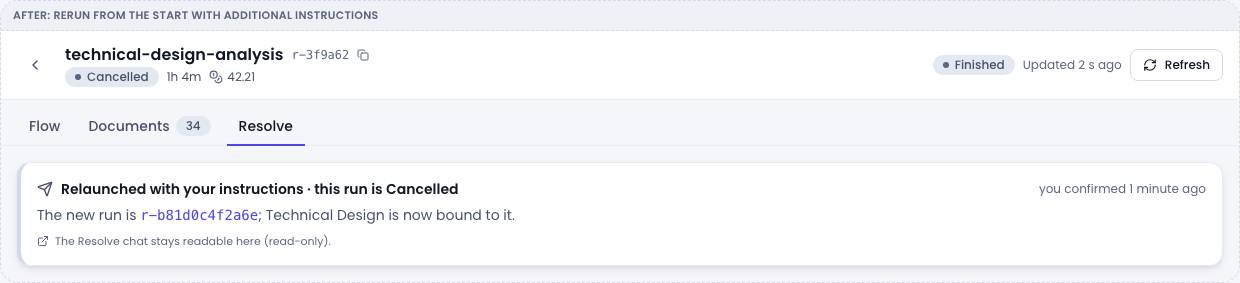 AFTER: RERUN FROM THE START WITH ADDITIONAL INSTRUCTIONS
technical-design-analysis r-3f9a62
Cancelled 1h 4m 42.21
Finished Updated 2 s ago Refresh
Flow Documents 34 Resolve
Relaunched with your instructions · this run is Cancelled you confirmed 1 minute ago
The new run is r-b81d0c4f2a6e; Technical Design is now bound to it.
The Resolve chat stays readable here (read-only).